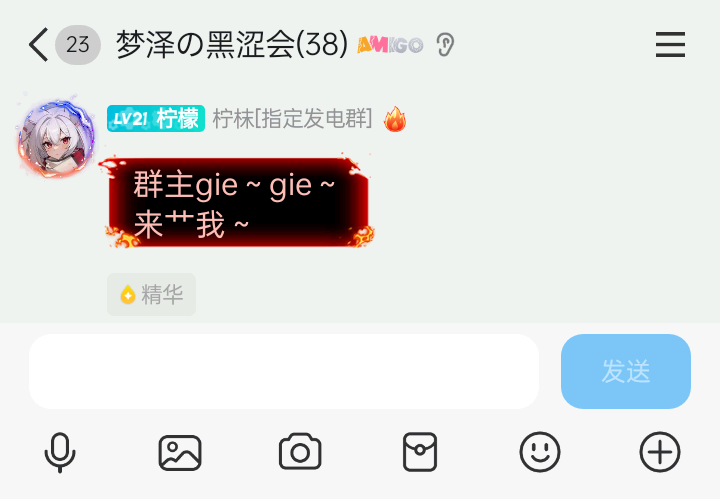 23 梦泽の黑涩会(38) AMIGO
LV21 柠檬 柠枺[指定发电群]
群主gie ~ gie ~
来艹我 ~
精华
发送